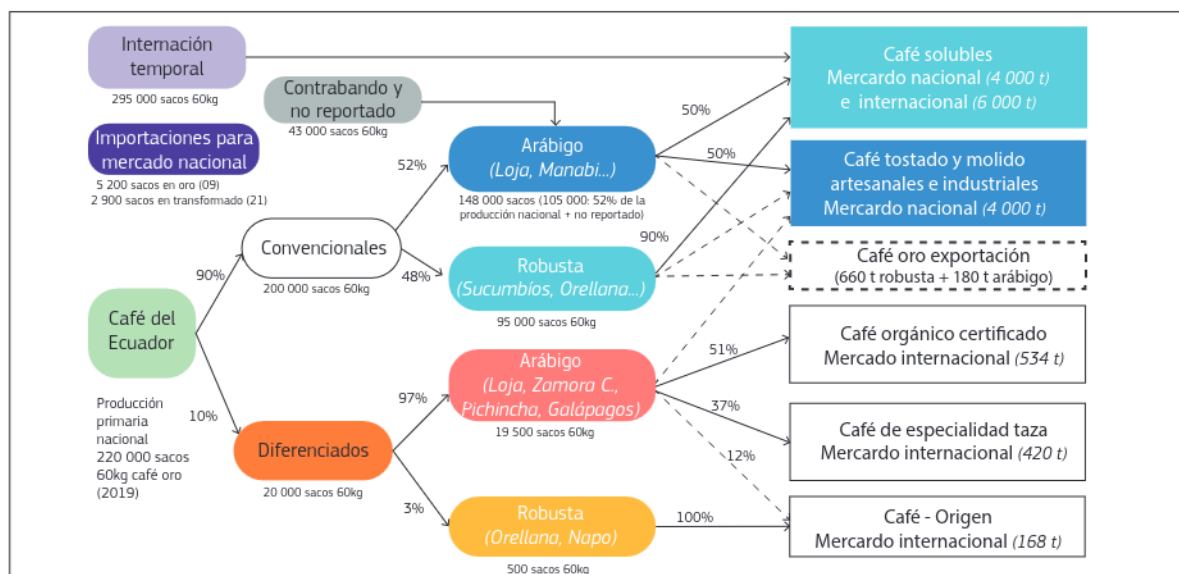 Internación
temporal
295 000 sacos 60kg
Contrabando y
no reportado
43 000 sacos 60kg
Importaciones para
mercado nacional
5 200 sacos en oro (09)
2 900 sacos en transformado (21)
Café del
Ecuador
Producción
primaria
nacional
220 000 sacos
60kg café oro
(2019)
90%
10%
Convencionales
200 000 sacos 60kg
Diferenciados
20 000 sacos 60kg
52%
48%
97%
3%
Arábigo
(Loja, Manabi...)
148 000 sacos (105 000: 52% de la
producción nacional + no reportado)
Robusta
(Sucumbíos, Orellana...)
95 000 sacos 60kg
Arábigo
(Loja, Zamora C.,
Pichincha, Galápagos)
19 500 sacos 60kg
Robusta
(Orellana, Napo)
500 sacos 60kg
50%
50%
90%
51%
37%
12%
100%
Café solubles
Mercardo nacional (4 000 t)
e internacional (6 000 t)
Café tostado y molido
artesanales e industriales
Mercardo nacional (4 000 t)
Café oro exportación
(660 t robusta + 180 t arábigo)
Café orgánico certificado
Mercado internacional (534 t)
Café de especialidad taza
Mercardo internacional (420 t)
Café - Origen
Mercardo internacional (168 t)